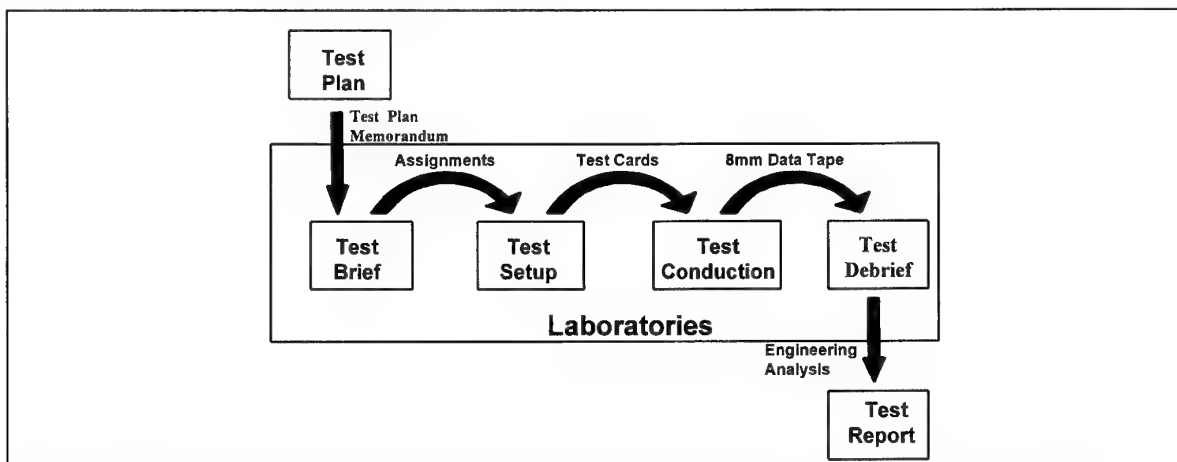 Test
Plan
Test Plan
Memorandum
Assignments
Test Cards
8mm Data Tape
Test
Brief
Test
Setup
Test
Conduction
Test
Debrief
Laboratories
Engineering
Analysis
Test
Report